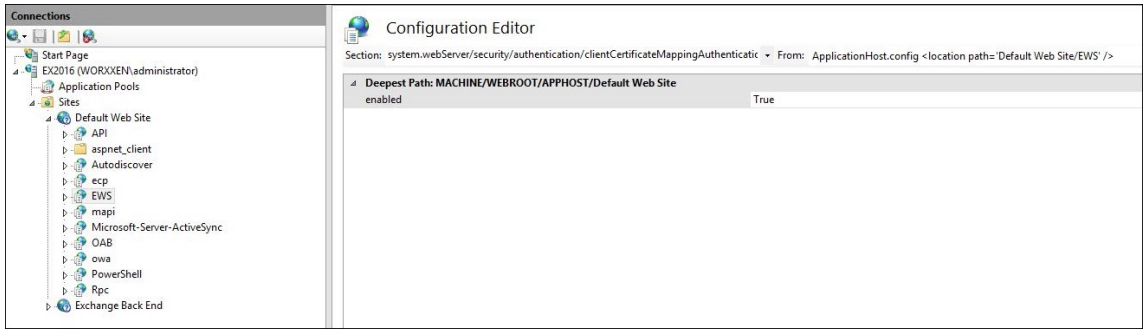 Connections
Start Page
EX2016 (WORXXEN\administrator)
Application Pools
Sites
Default Web Site
API
aspnet_client
Autodiscover
ecp
EWS
mapi
Microsoft-Server-ActiveSync
OAB
owa
PowerShell
Rpc
Exchange Back End
Configuration Editor
Section: system.webServer/security/authentication/clientCertificateMappingAuthenticatic From: ApplicationHost.config <location path='Default Web Site/EWS' />
Deepest Path: MACHINE/WEBROOT/APPHOST/Default Web Site
enabled True